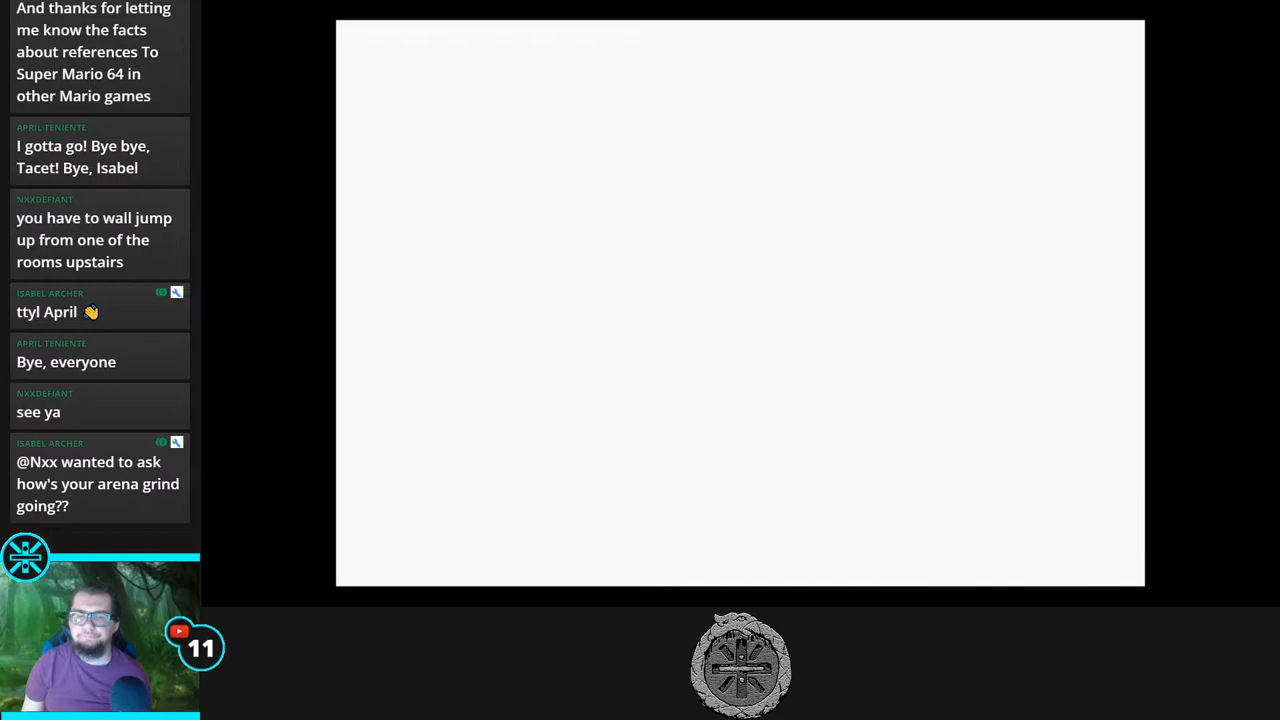 And thanks for letting
me know the facts
about references To
Super Mario 64 in
other Mario games
APRIL TENIENTE
I gotta go! Bye bye,
Tacet! Bye, Isabel
NXXDEFIANT
you have to wall jump
up from one of the
rooms upstairs
ISABEL ARCHER
ttyl April 👋
APRIL TENIENTE
Bye, everyone
NXXDEFIANT
see ya
ISABEL ARCHER
@Nxx wanted to ask
how's your arena grind
going??
11